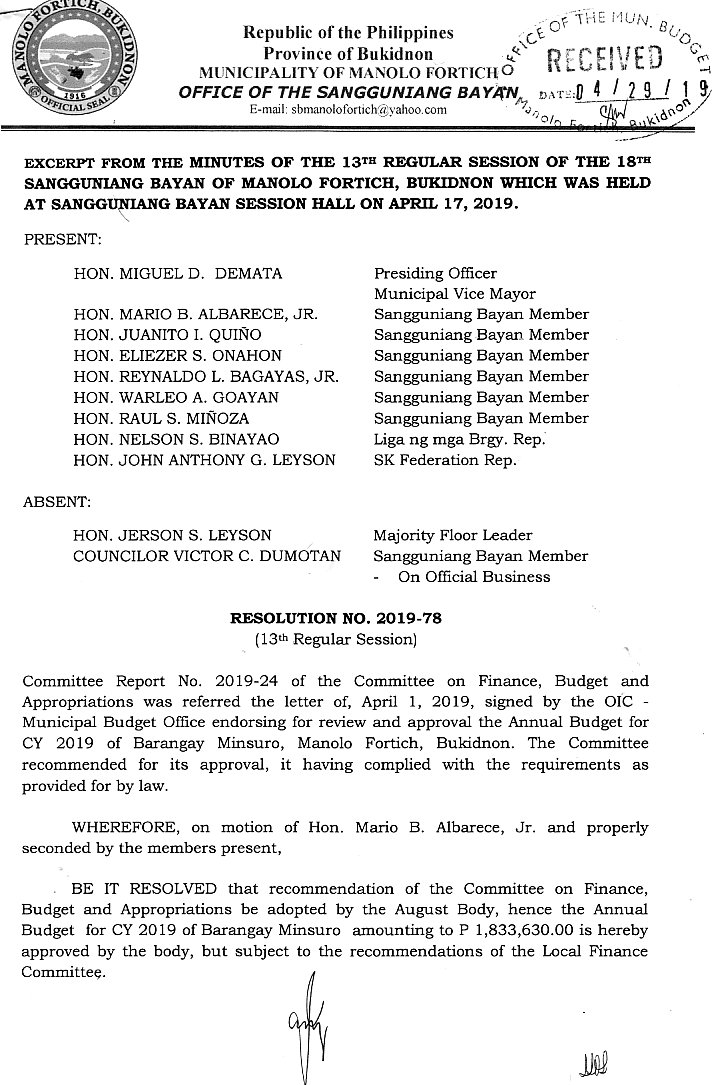 MANOLO FORTICH, BUKIDNON
1916
OFFICIAL SEAL
Republic of the Philippines
Province of Bukidnon
MUNICIPALITY OF MANOLO FORTICH
OFFICE OF THE SANGGUNIANG BAYAN
E-mail: sbmanolofortich@yahoo.com
OFFICE OF THE MUN. BUDGET
RECEIVED
DATE: 04/29/19
Manolo Fortich, Bukidnon
EXCERPT FROM THE MINUTES OF THE 13TH REGULAR SESSION OF THE 18TH
SANGGUNIANG BAYAN OF MANOLO FORTICH, BUKIDNON WHICH WAS HELD
AT SANGGUNIANG BAYAN SESSION HALL ON APRIL 17, 2019.
PRESENT:
HON. MIGUEL D. DEMATA Presiding Officer
Municipal Vice Mayor
HON. MARIO B. ALBARECE, JR. Sangguniang Bayan Member
HON. JUANITO I. QUIÑO Sangguniang Bayan Member
HON. ELIEZER S. ONAHON Sangguniang Bayan Member
HON. REYNALDO L. BAGAYAS, JR. Sangguniang Bayan Member
HON. WARLEO A. GOAYAN Sangguniang Bayan Member
HON. RAUL S. MIÑOZA Sangguniang Bayan Member
HON. NELSON S. BINAYAO Liga ng mga Brgy. Rep.
HON. JOHN ANTHONY G. LEYSON SK Federation Rep.
ABSENT:
HON. JERSON S. LEYSON Majority Floor Leader
COUNCILOR VICTOR C. DUMOTAN Sangguniang Bayan Member
- On Official Business
RESOLUTION NO. 2019-78
(13th Regular Session)
Committee Report No. 2019-24 of the Committee on Finance, Budget and
Appropriations was referred the letter of, April 1, 2019, signed by the OIC -
Municipal Budget Office endorsing for review and approval the Annual Budget for
CY 2019 of Barangay Minsuro, Manolo Fortich, Bukidnon. The Committee
recommended for its approval, it having complied with the requirements as
provided for by law.
WHEREFORE, on motion of Hon. Mario B. Albarece, Jr. and properly
seconded by the members present,
BE IT RESOLVED that recommendation of the Committee on Finance,
Budget and Appropriations be adopted by the August Body, hence the Annual
Budget for CY 2019 of Barangay Minsuro amounting to P 1,833,630.00 is hereby
approved by the body, but subject to the recommendations of the Local Finance
Committee.